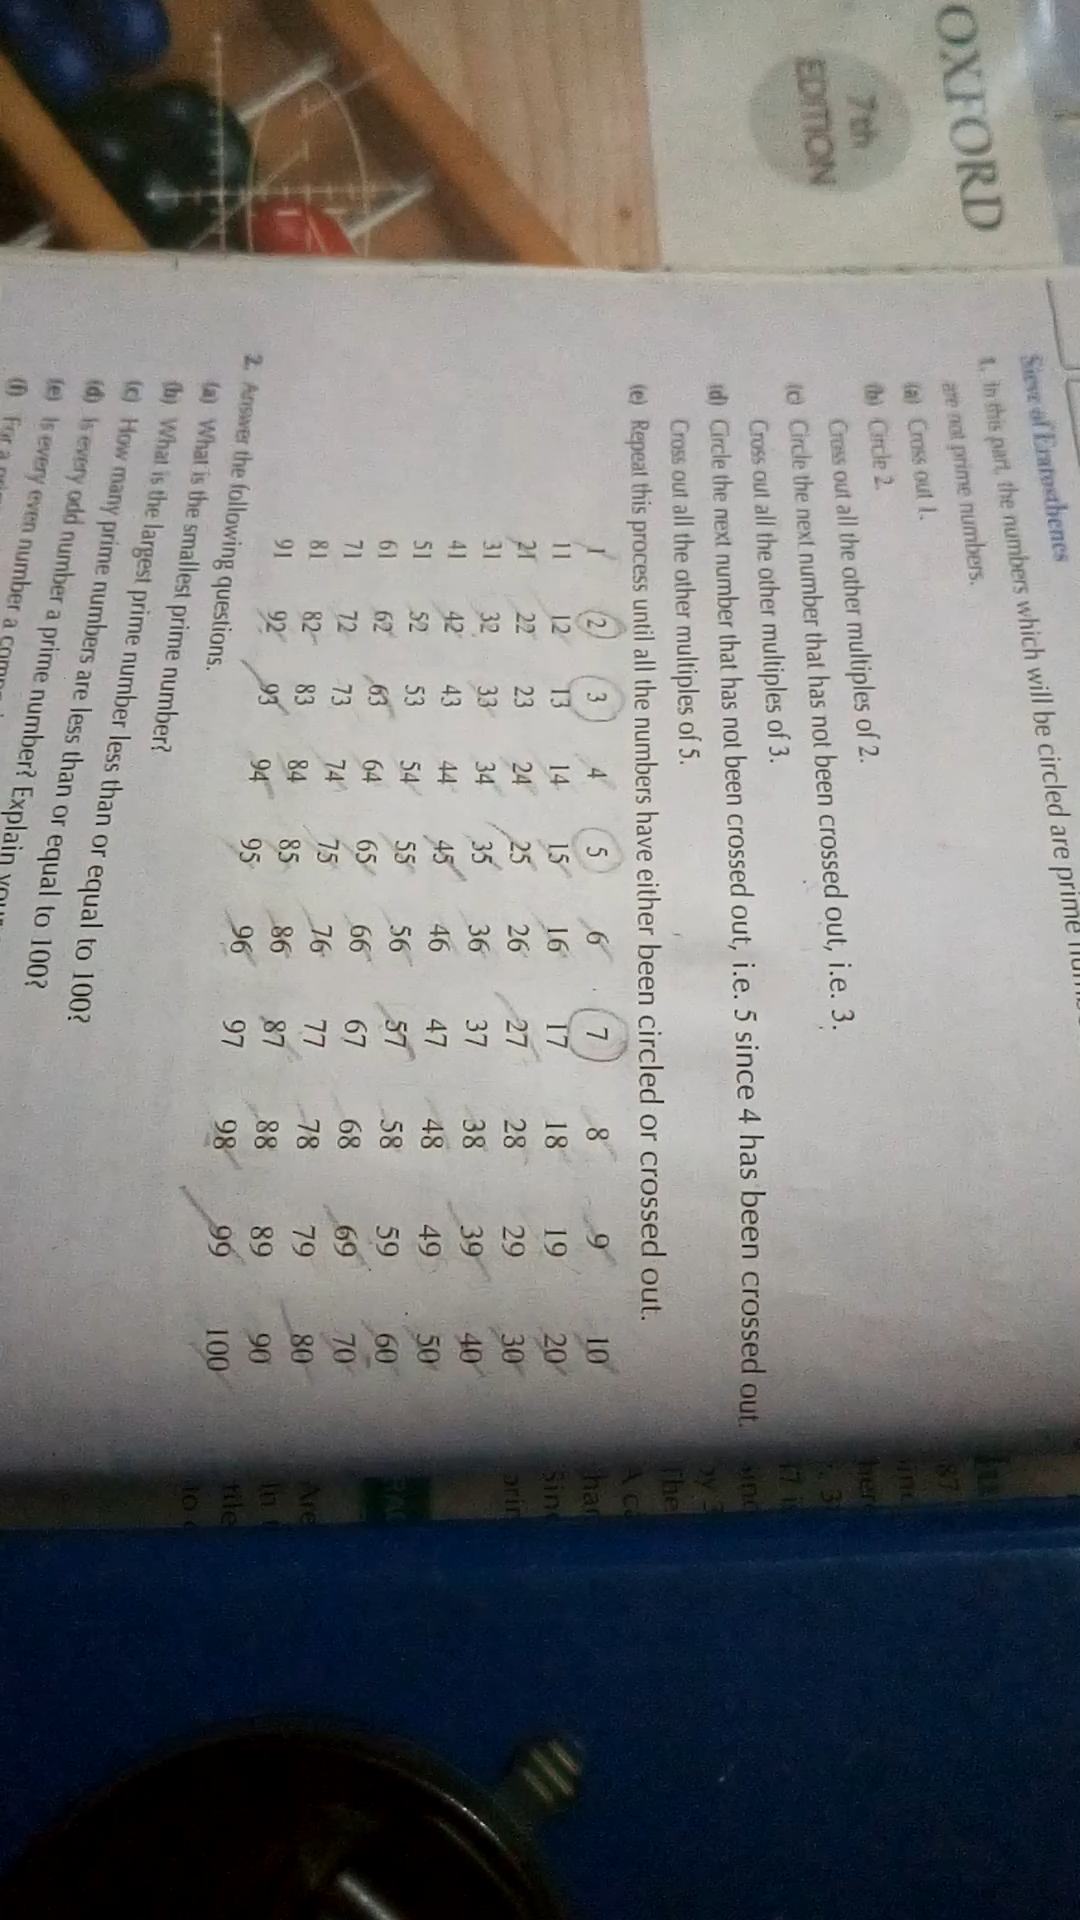 OXFORD
7th
EDITION
Sieve of Eratosthenes
1. In this part, the numbers which will be circled are prime
are not prime numbers.
(a) Cross out 1.
(b) Circle 2.
Cross out all the other multiples of 2.
(c) Circle the next number that has not been crossed out, i.e. 3.
Cross out all the other multiples of 3.
(d) Circle the next number that has not been crossed out, i.e. 5 since 4 has been crossed out.
Cross out all the other multiples of 5.
(e) Repeat this process until all the numbers have either been circled or crossed out.
1 2 3 4 5 6 7 8 9 10
11 12 13 14 15 16 17 18 19 20
21 22 23 24 25 26 27 28 29 30
31 32 33 34 35 36 37 38 39 40
41 42 43 44 45 46 47 48 49 50
51 52 53 54 55 56 57 58 59 60
61 62 63 64 65 66 67 68 69 70
71 72 73 74 75 76 77 78 79 80
81 82 83 84 85 86 87 88 89 90
91 92 93 94 95 96 97 98 99 100
2. Answer the following questions.
(a) What is the smallest prime number?
(b) What is the largest prime number less than or equal to 100?
(c) How many prime numbers are less than or equal to 100?
(d) Is every odd number a prime number? Explain
(e) Is every even number a
(f) For a